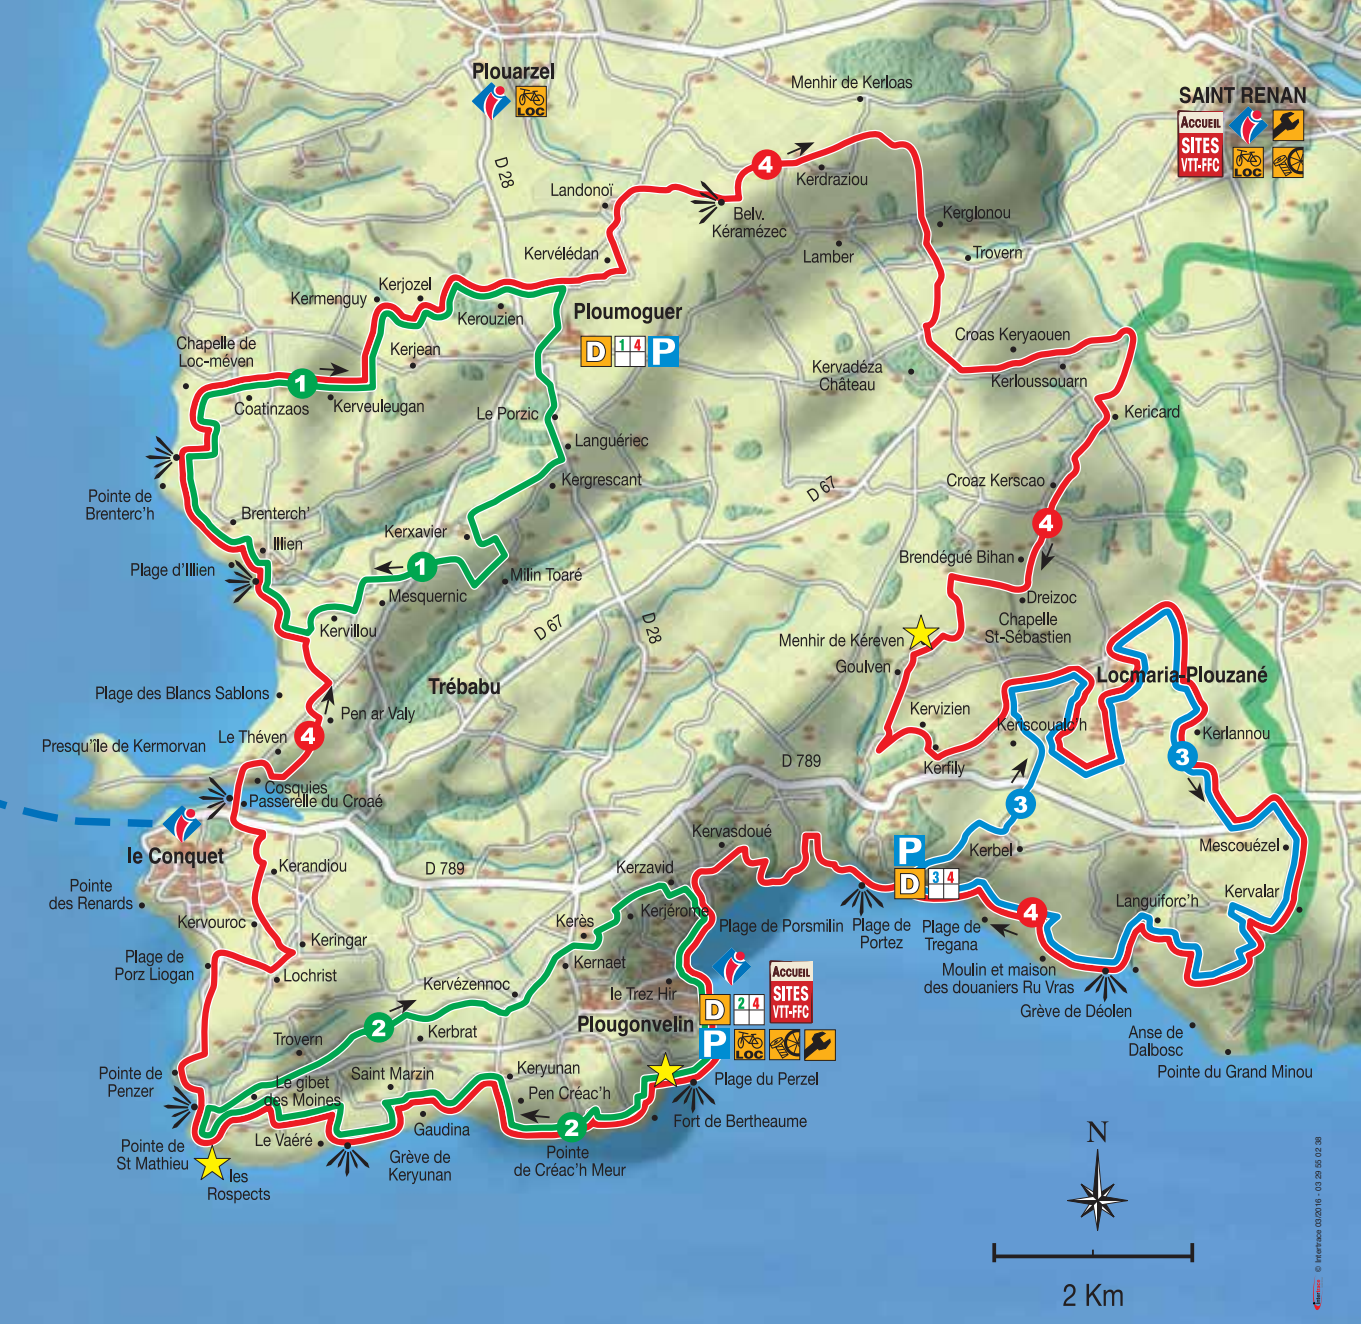 Plouarzel
LOC
Menhir de Kerloas
SAINT RENAN
ACCUEIL
SITES
VTT-FFC
LOC
D 28
4
Kerdraziou
Landonoï
Belv.
Kéramézec
Kerglonou
Lamber
Trovern
Kervélédan
Kerjozel
Kermenguy
Kerouzien
Ploumoguer
D
1 4
P
Chapelle de
Loc-méven
Kerjean
Croas Keryaouen
Kervadéza
Château
Kerloussouarn
1
Coatinzaos
Kerveuleugan
Le Porzic
Kericard
Languériec
Kergrescant
Croaz Kerscao
D 67
Pointe de
Brenterc'h
Brenterch'
Kerxavier
4
Illien
Plage d'Illien
1
Brendégué Bihan
Milin Toaré
Mesquernic
Dreizoc
Chapelle
St-Sébastien
Kervillou
D 67
D 28
Menhir de Kéreven
Goulven
Locmaria-Plouzané
Trébabu
Plage des Blancs Sablons
Pen ar Valy
Kervizien
Keriscoualc'h
Kerlannou
Presqu'île de Kermorvan
Le Théven
4
3
Kerfily
D 789
Cosquies
Passerelle du Croaé
3
le Conquet
Kervasdoué
Kerbel
Mescouézel
P
D
3 4
Kerandiou
D 789
Kerzavid
Pointe
des Renards
Kervalar
Languiforc'h
Kervouroc
Kerjérome
Kerès
Plage de Porsmilin
Plage de
Portez
Plage de
Tregana
4
Keringar
Plage de
Porz Liogan
Lochrist
Kernaet
Moulin et maison
des douaniers Ru Vras
Kervézennoc
le Trez Hir
ACCUEIL
SITES
VTT-FFC
D
2 4
Grève de Déolen
2
Kerbrat
Plougonvelin
P
LOC
Anse de
Dalbosc
Trovern
Pointe du Grand Minou
Pointe de
Penzer
Le gibet
des Moines
Saint Marzin
Keryunan
Plage du Perzel
Pen Créac'h
Fort de Bertheaume
2
Gaudina
Le Vaéré
Pointe de
St Mathieu
Grève de
Keryunan
Pointe
de Créac'h Meur
les
Rospects
N
2 Km
© Intertrace 03/2016 - 03 29 55 02 38